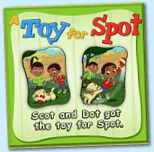 A Toy for Spot
Scot and Dot got
the toy for Spot.